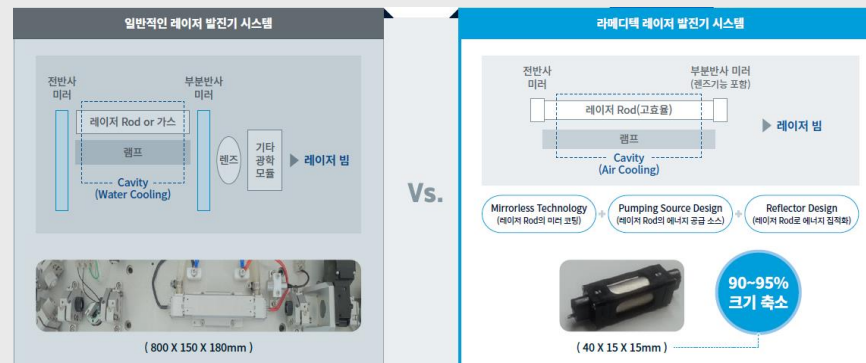 일반적인 레이저 발진기 시스템
전반사
미러
부분반사
미러
레이저 Rod or 가스
램프
Cavity
(Water Cooling)
렌즈
기타
광학
모듈
레이저 빔
( 800 X 150 X 180mm )
Vs.
라메디텍 레이저 발진기 시스템
전반사
미러
부분반사 미러
(렌즈기능 포함)
레이저 Rod(고효율)
램프
Cavity
(Air Cooling)
레이저 빔
Mirrorless Technology
(레이저 Rod의 미러 코팅)
+
Pumping Source Design
(레이저 Rod의 에너지 공급 소스)
+
Reflector Design
(레이저 Rod로 에너지 집적화)
90~95%
크기 축소
( 40 X 15 X 15mm )